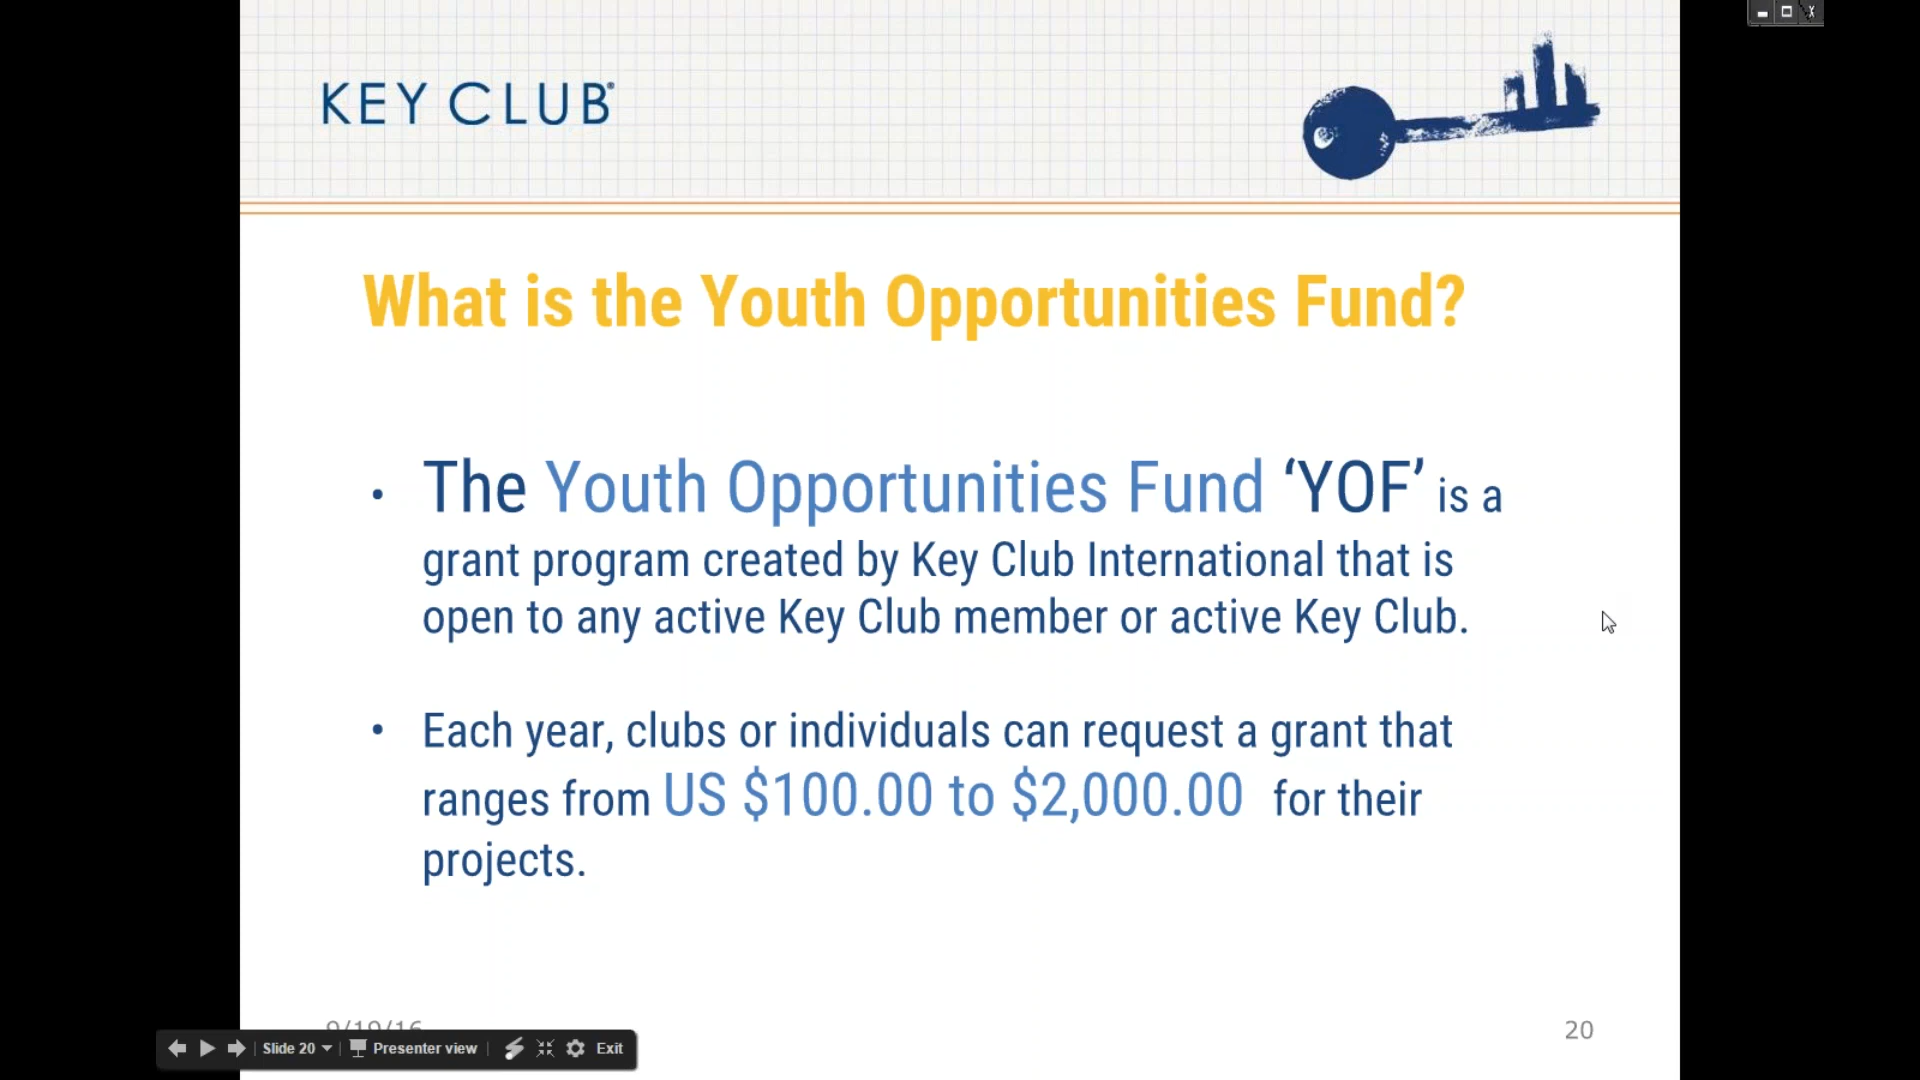 KEY CLUB®
What is the Youth Opportunities Fund?
• The Youth Opportunities Fund ‘YOF’ is a
grant program created by Key Club International that is
open to any active Key Club member or active Key Club.
• Each year, clubs or individuals can request a grant that
ranges from US $100.00 to $2,000.00 for their
projects.
9/19/16
20
Slide 20 Presenter view Exit